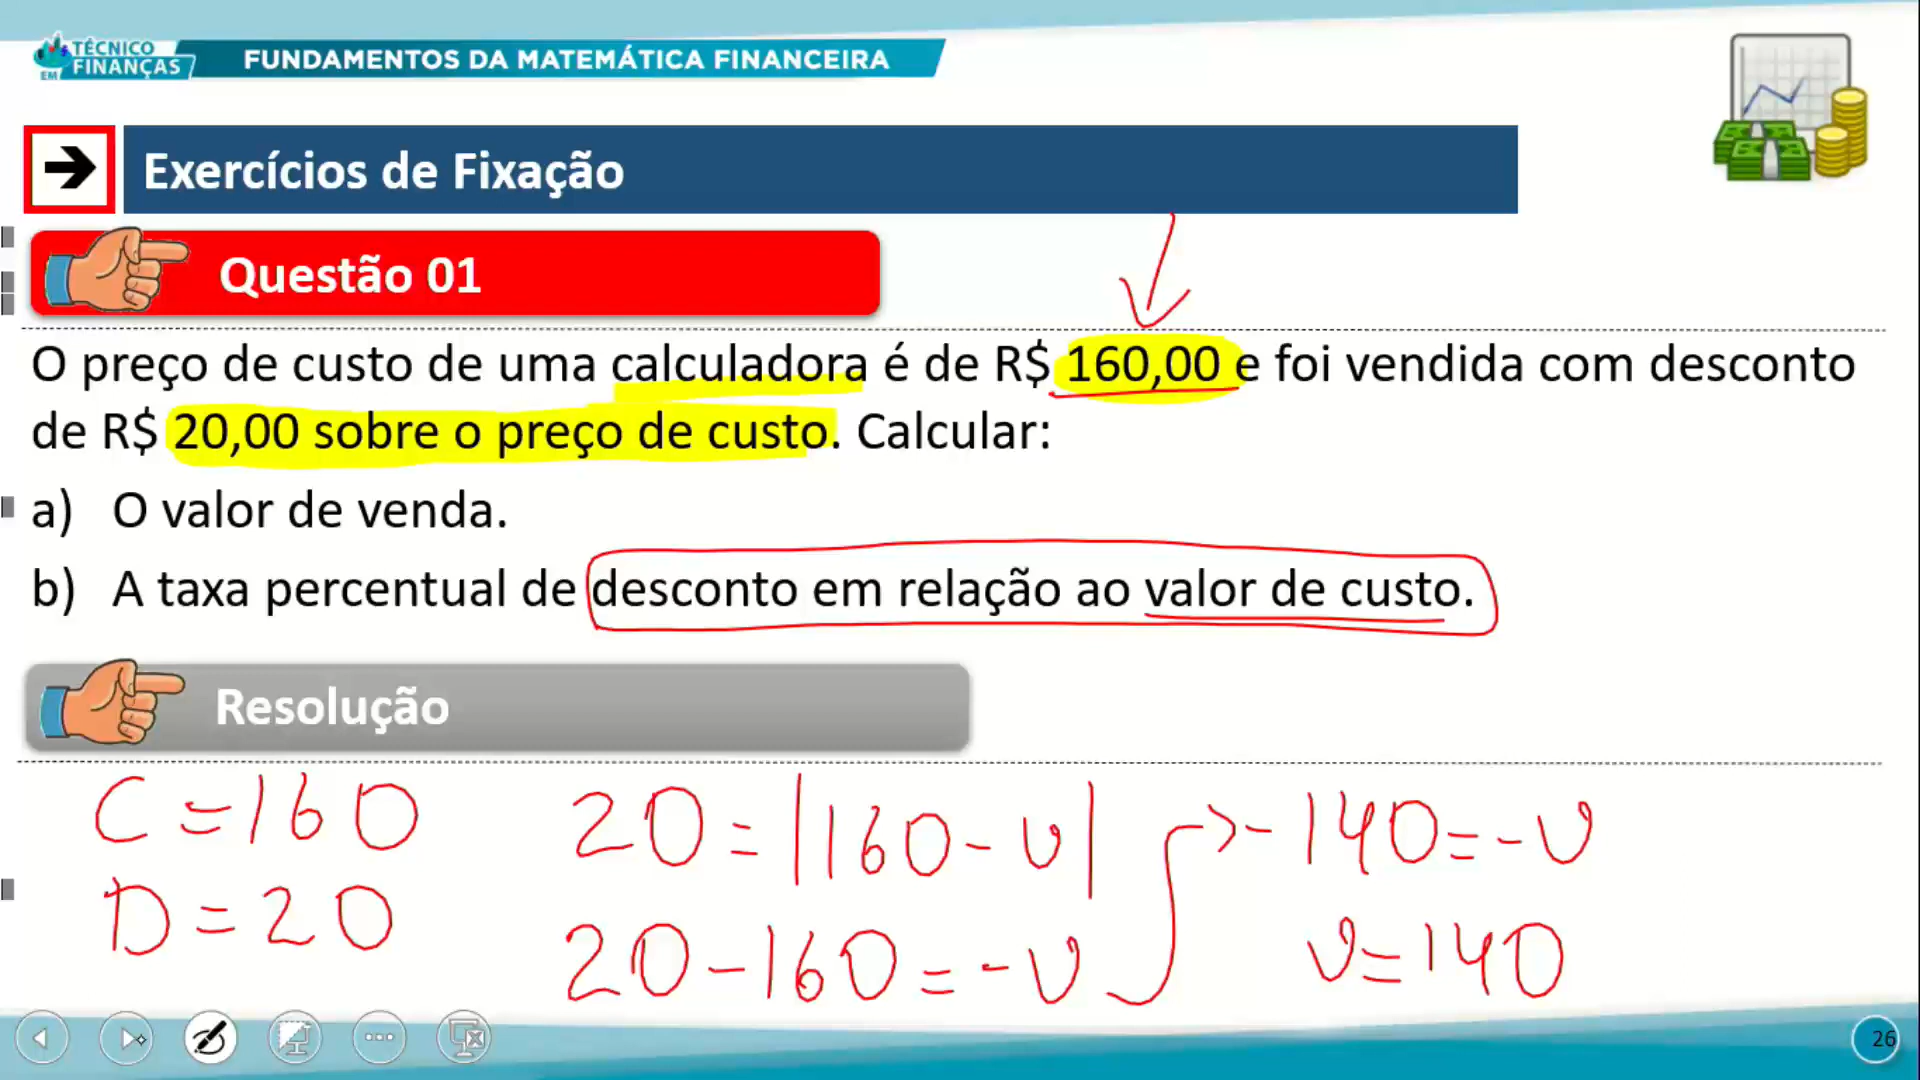 TÉCNICO
EM FINANÇAS
FUNDAMENTOS DA MATEMÁTICA FINANCEIRA
Exercícios de Fixação
Questão 01
O preço de custo de uma calculadora é de R$ 160,00 e foi vendida com desconto
de R$ 20,00 sobre o preço de custo. Calcular:
a) O valor de venda.
b) A taxa percentual de desconto em relação ao valor de custo.
Resolução
C = 160
D = 20
20 = |160 - v|
20 - 160 = - v
- 140 = - v
v = 140
26